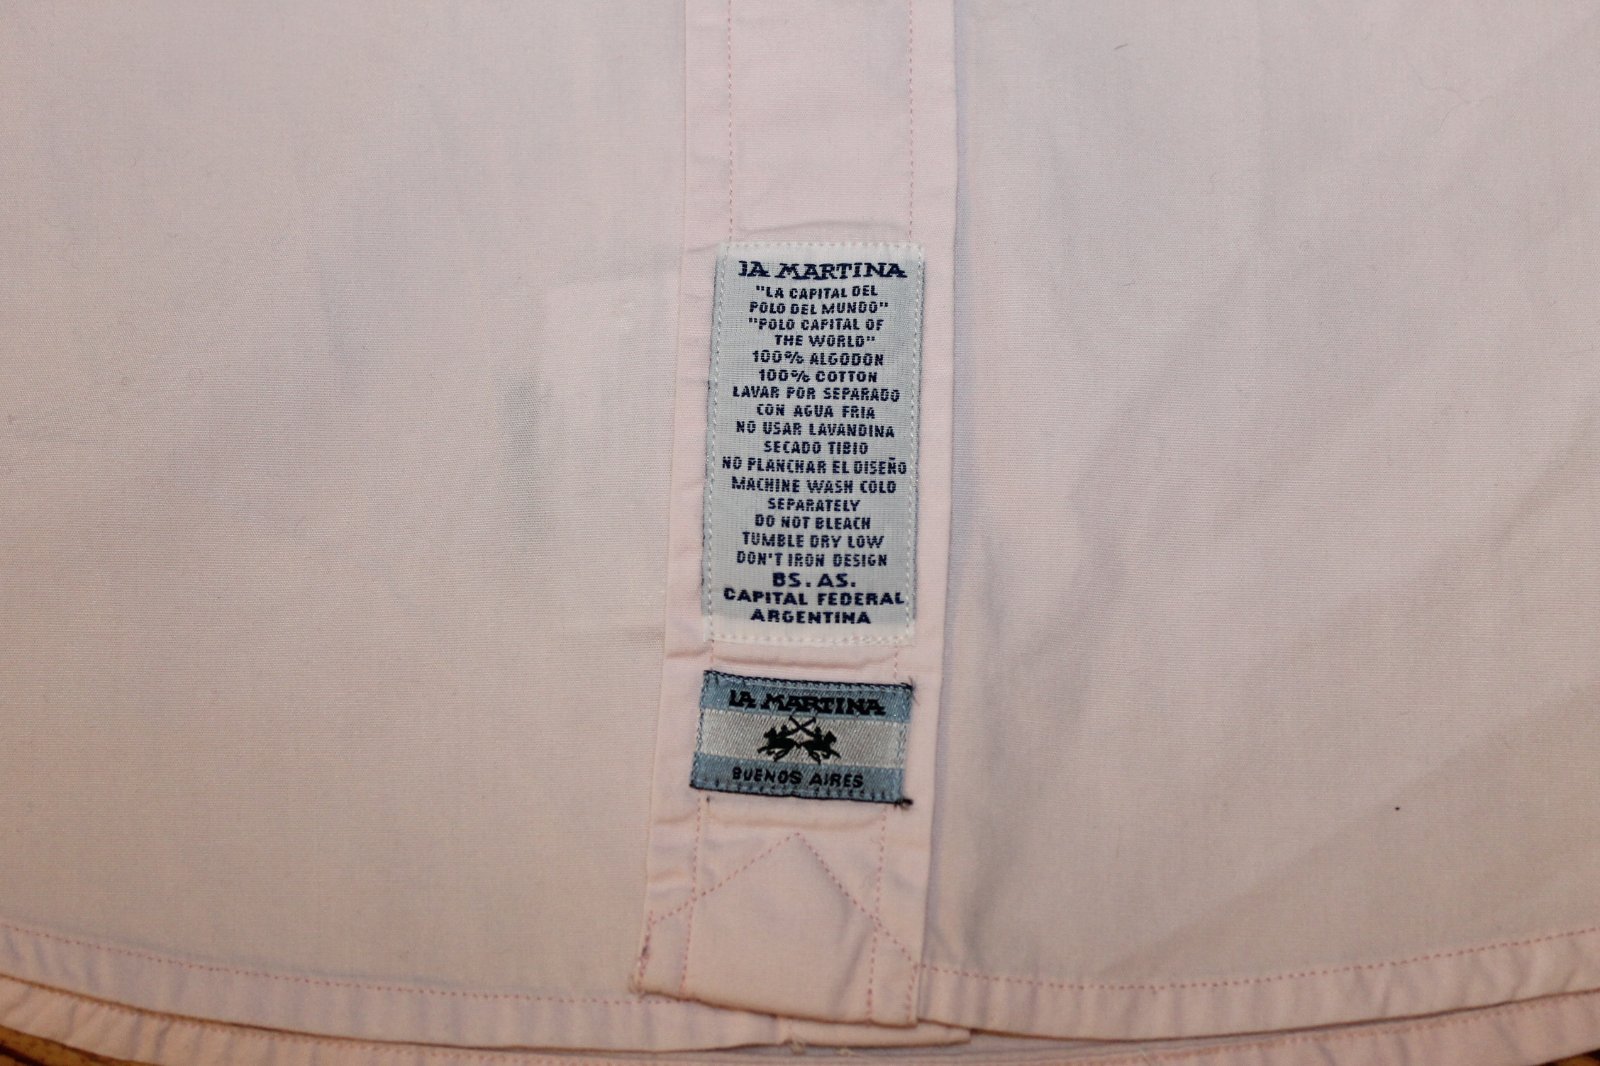 LA MARTINA
"LA CAPITAL DEL
POLO DEL MUNDO"
"POLO CAPITAL OF
THE WORLD"
100% ALGODON
100% COTTON
LAVAR POR SEPARADO
CON AGUA FRIA
NO USAR LAVANDINA
SECADO TIBIO
NO PLANCHAR EL DISEÑO
MACHINE WASH COLD
SEPARATELY
DO NOT BLEACH
TUMBLE DRY LOW
DON'T IRON DESIGN
BS. AS.
CAPITAL FEDERAL
ARGENTINA
LA MARTINA
BUENOS AIRES